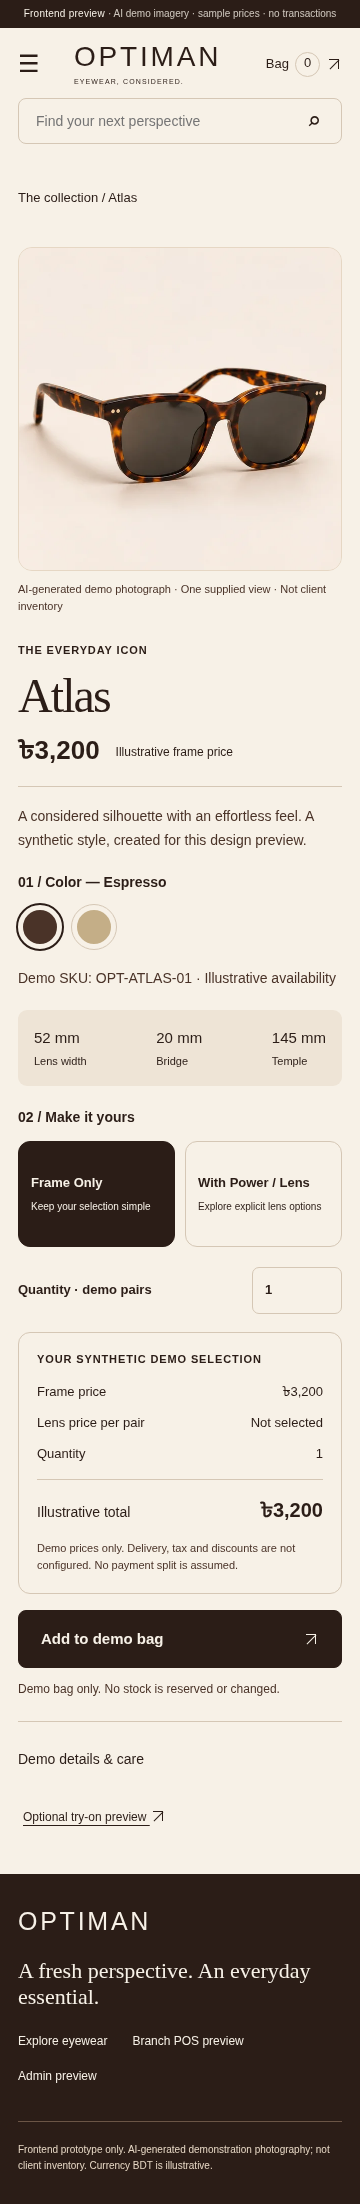 Frontend preview · AI demo imagery · sample prices · no transactions
OPTIMAN
EYEWEAR, CONSIDERED.
Bag 0
Find your next perspective
The collection / Atlas
AI-generated demo photograph · One supplied view · Not client
inventory
THE EVERYDAY ICON
Atlas
৳3,200 Illustrative frame price
A considered silhouette with an effortless feel. A
synthetic style, created for this design preview.
01 / Color — Espresso
Demo SKU: OPT-ATLAS-01 · Illustrative availability
52 mm 20 mm 145 mm
Lens width Bridge Temple
02 / Make it yours
Frame Only With Power / Lens
Keep your selection simple Explore explicit lens options
Quantity · demo pairs 1
YOUR SYNTHETIC DEMO SELECTION
Frame price ৳3,200
Lens price per pair Not selected
Quantity 1
Illustrative total ৳3,200
Demo prices only. Delivery, tax and discounts are not
configured. No payment split is assumed.
Add to demo bag
Demo bag only. No stock is reserved or changed.
Demo details & care
Optional try-on preview
OPTIMAN
A fresh perspective. An everyday
essential.
Explore eyewear Branch POS preview
Admin preview
Frontend prototype only. AI-generated demonstration photography; not
client inventory. Currency BDT is illustrative.